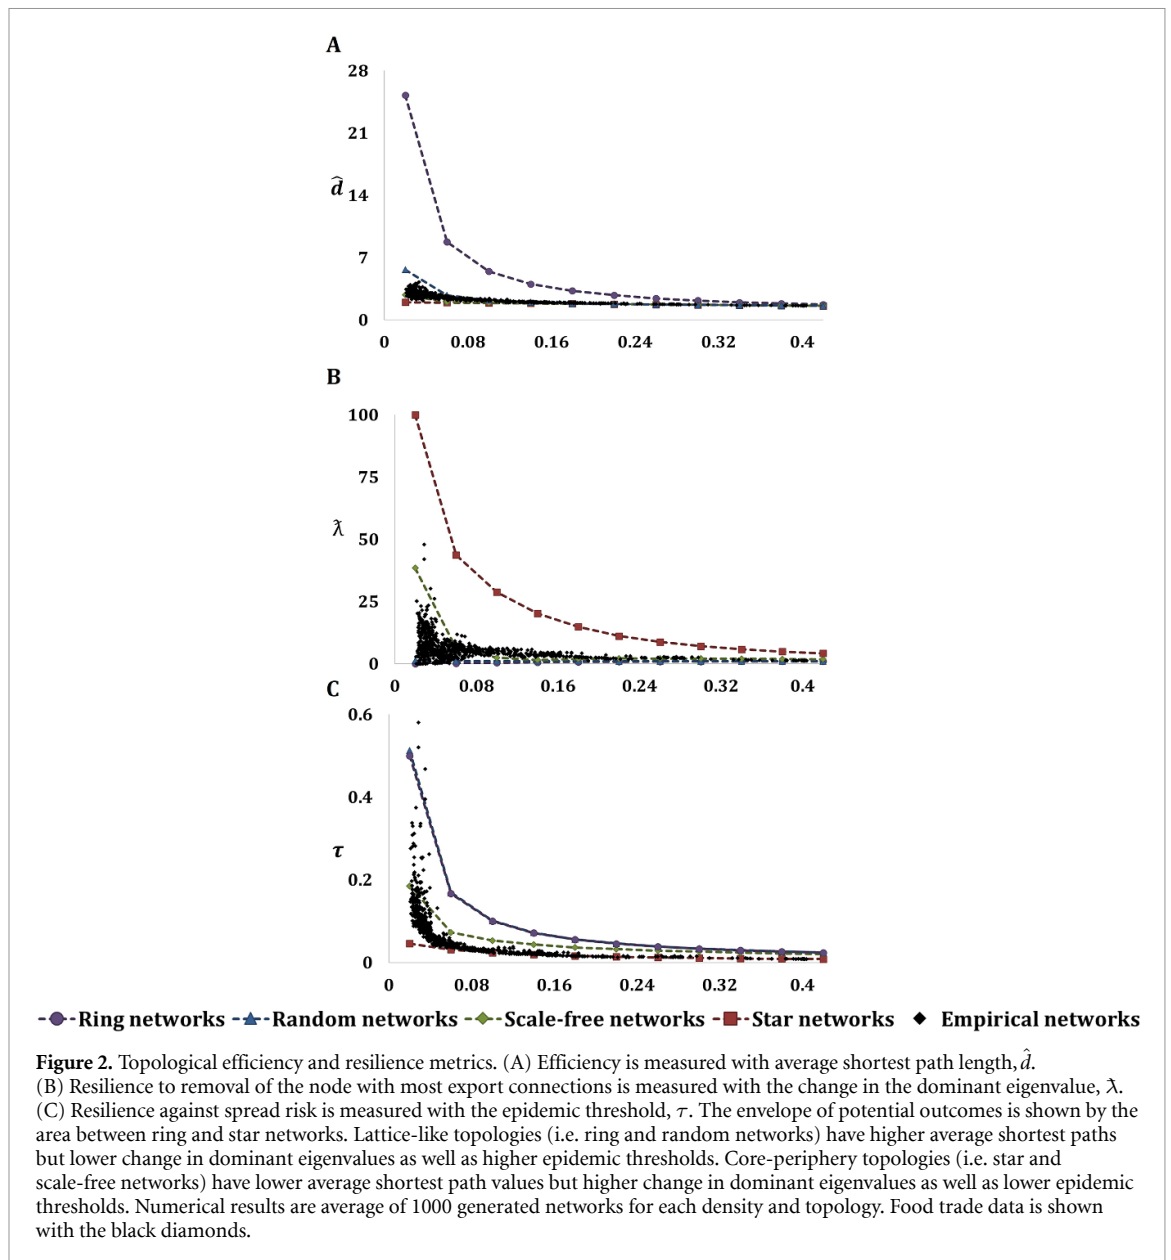 A
28
21
d̂ 14
7
0
0 0.08 0.16 0.24 0.32 0.4
B
100
75
λ̃ 50
25
0
0 0.08 0.16 0.24 0.32 0.4
C
0.6
0.4
τ
0.2
0
0 0.08 0.16 0.24 0.32 0.4
Ring networks Random networks Scale-free networks Star networks Empirical networks
Figure 2. Topological efficiency and resilience metrics. (A) Efficiency is measured with average shortest path length, d̂.
(B) Resilience to removal of the node with most export connections is measured with the change in the dominant eigenvalue, λ̃.
(C) Resilience against spread risk is measured with the epidemic threshold, τ. The envelope of potential outcomes is shown by the
area between ring and star networks. Lattice-like topologies (i.e. ring and random networks) have higher average shortest paths
but lower change in dominant eigenvalues as well as higher epidemic thresholds. Core-periphery topologies (i.e. star and
scale-free networks) have lower average shortest path values but higher change in dominant eigenvalues as well as lower epidemic
thresholds. Numerical results are average of 1000 generated networks for each density and topology. Food trade data is shown
with the black diamonds.